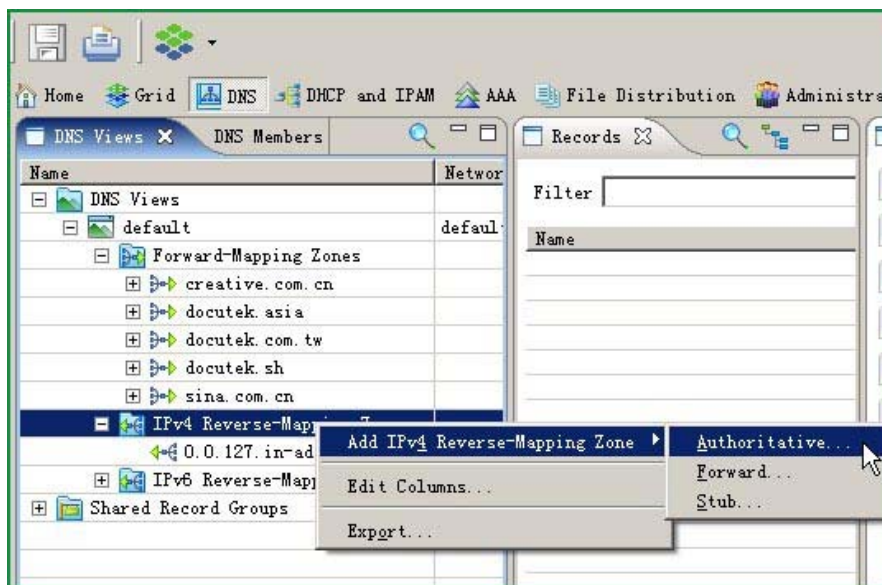 Home Grid DNS DHCP and IPAM AAA File Distribution Administra
DNS Views DNS Members
Name Networ
DNS Views
default defaul
Forward-Mapping Zones
creative.com.cn
docutek.asia
docutek.com.tw
docutek.sh
sina.com.cn
IPv4 Reverse-Mapp
0.0.127.in-ad
IPv6 Reverse-Mapp
Shared Record Groups
Records
Filter
Name
Add IPv4 Reverse-Mapping Zone
Edit Columns...
Export...
Authoritative...
Forward...
Stub...